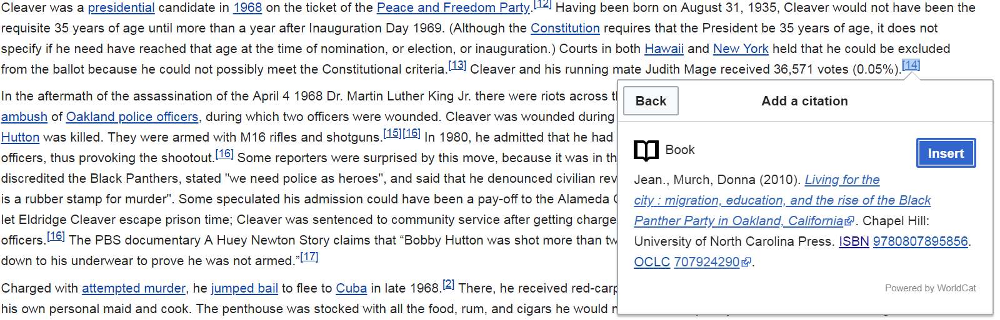 Cleaver was a presidential candidate in 1968 on the ticket of the Peace and Freedom Party.[12] Having been born on August 31, 1935, Cleaver would not have been the
requisite 35 years of age until more than a year after Inauguration Day 1969. (Although the Constitution requires that the President be 35 years of age, it does not
specify if he need have reached that age at the time of nomination, or election, or inauguration.) Courts in both Hawaii and New York held that he could be excluded
from the ballot because he could not possibly meet the Constitutional criteria.[13] Cleaver and his running mate Judith Mage received 36,571 votes (0.05%).[14]
In the aftermath of the assassination of the April 4 1968 Dr. Martin Luther King Jr. there were riots across
ambush of Oakland police officers, during which two officers were wounded. Cleaver was wounded during
Hutton was killed. They were armed with M16 rifles and shotguns.[15][16] In 1980, he admitted that he had
officers, thus provoking the shootout.[16] Some reporters were surprised by this move, because it was in th
discredited the Black Panthers, stated "we need police as heroes", and said that he denounced civilian rev
is a rubber stamp for murder". Some speculated his admission could have been a pay-off to the Alameda
let Eldridge Cleaver escape prison time; Cleaver was sentenced to community service after getting charge
officers.[16] The PBS documentary A Huey Newton Story claims that “Bobby Hutton was shot more than tw
down to his underwear to prove he was not armed.”[17]
Charged with attempted murder, he jumped bail to flee to Cuba in late 1968.[2] There, he received red-carp
his own personal maid and cook. The penthouse was stocked with all the food, rum, and cigars he would
Back
Add a citation
Book
Insert
Jean., Murch, Donna (2010). Living for the
city : migration, education, and the rise of the Black
Panther Party in Oakland, California. Chapel Hill:
University of North Carolina Press. ISBN 9780807895856.
OCLC 707924290.
Powered by WorldCat